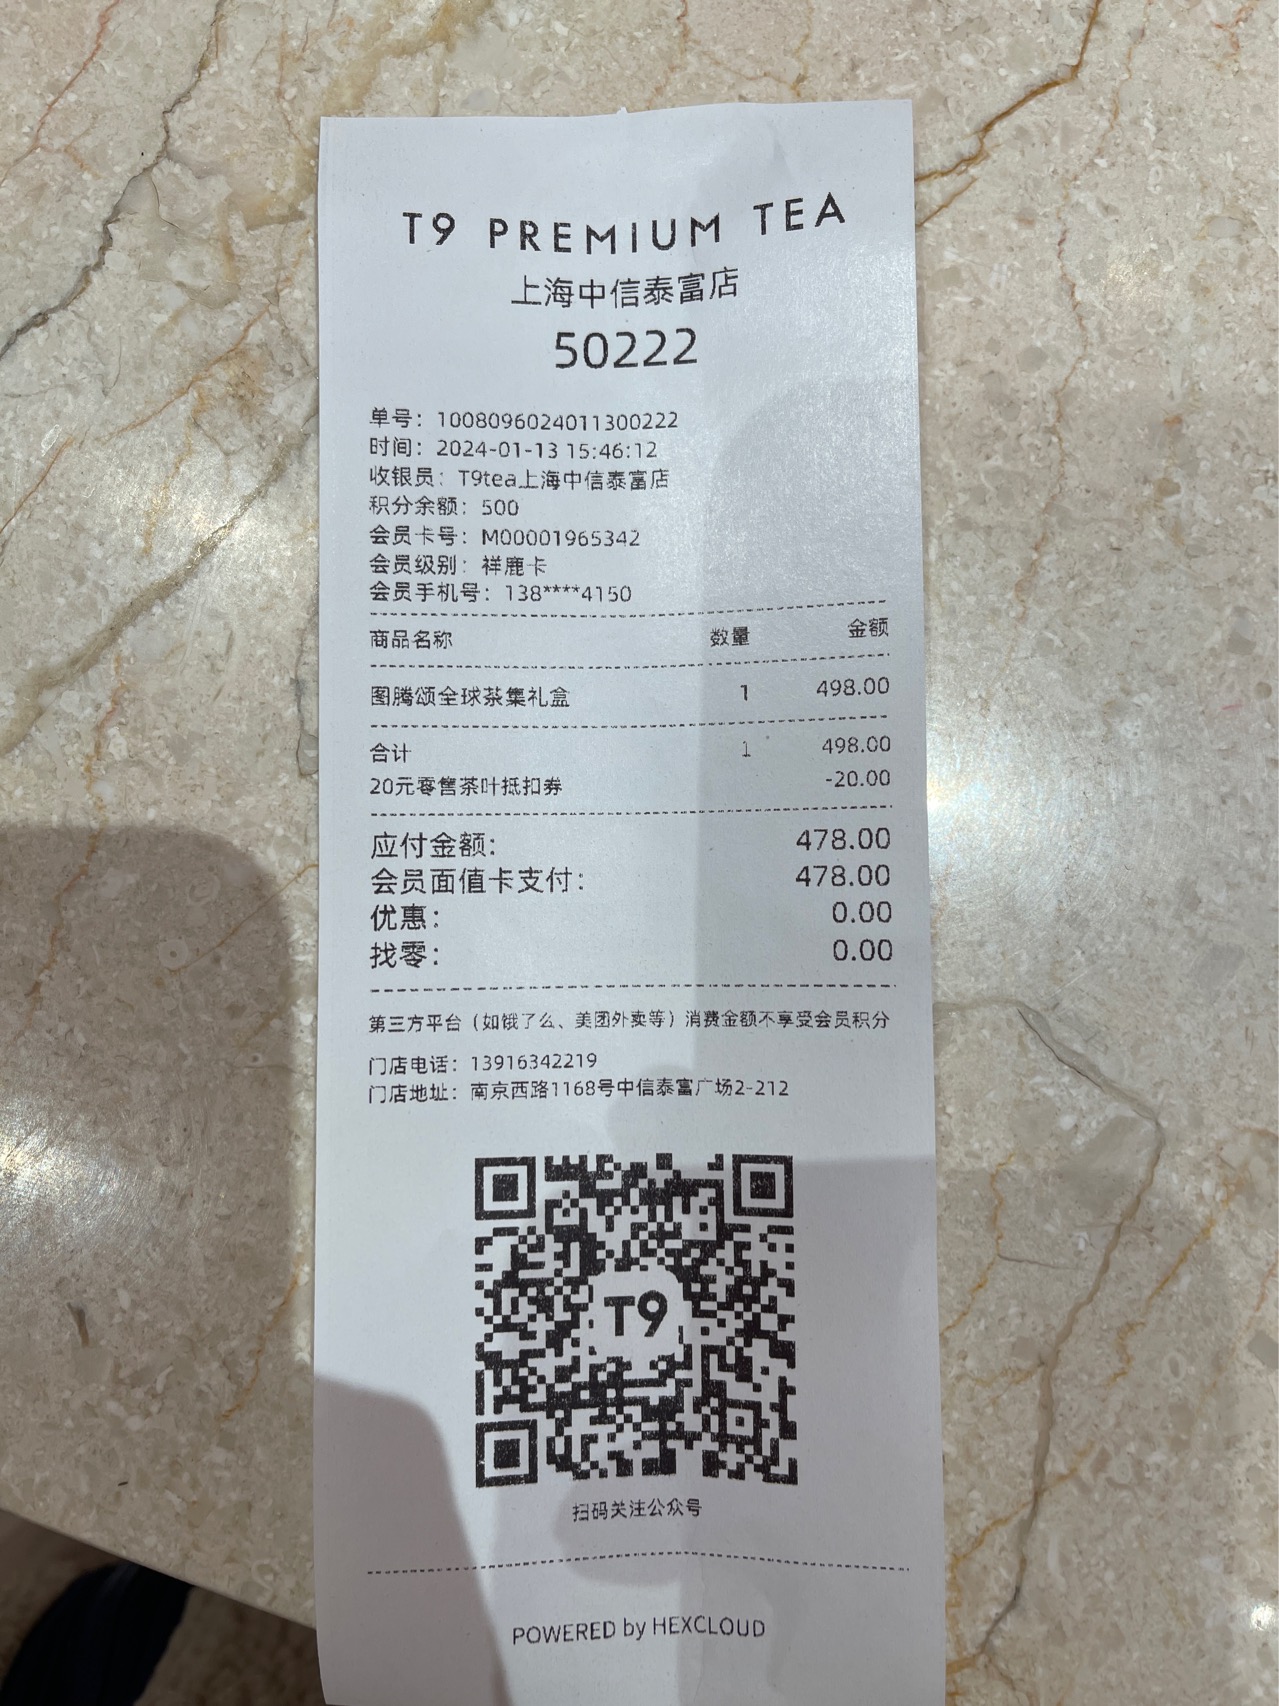 T9 PREMIUM TEA
上海中信泰富店
50222
单号：1008096024011300222
时间：2024-01-13 15:46:12
收银员：T9tea上海中信泰富店
积分余额：500
会员卡号：M00001965342
会员级别：祥鹿卡
会员手机号：138****4150
商品名称 数量 金额
图腾颂全球茶集礼盒 1 498.00
合计 1 498.00
20元零售茶叶抵扣券 -20.00
应付金额: 478.00
会员面值卡支付: 478.00
优惠: 0.00
找零: 0.00
第三方平台（如饿了么、美团外卖等）消费金额不享受会员积分
门店电话：13916342219
门店地址：南京西路1168号中信泰富广场2-212
T9
扫码关注公众号
POWERED by HEXCLOUD